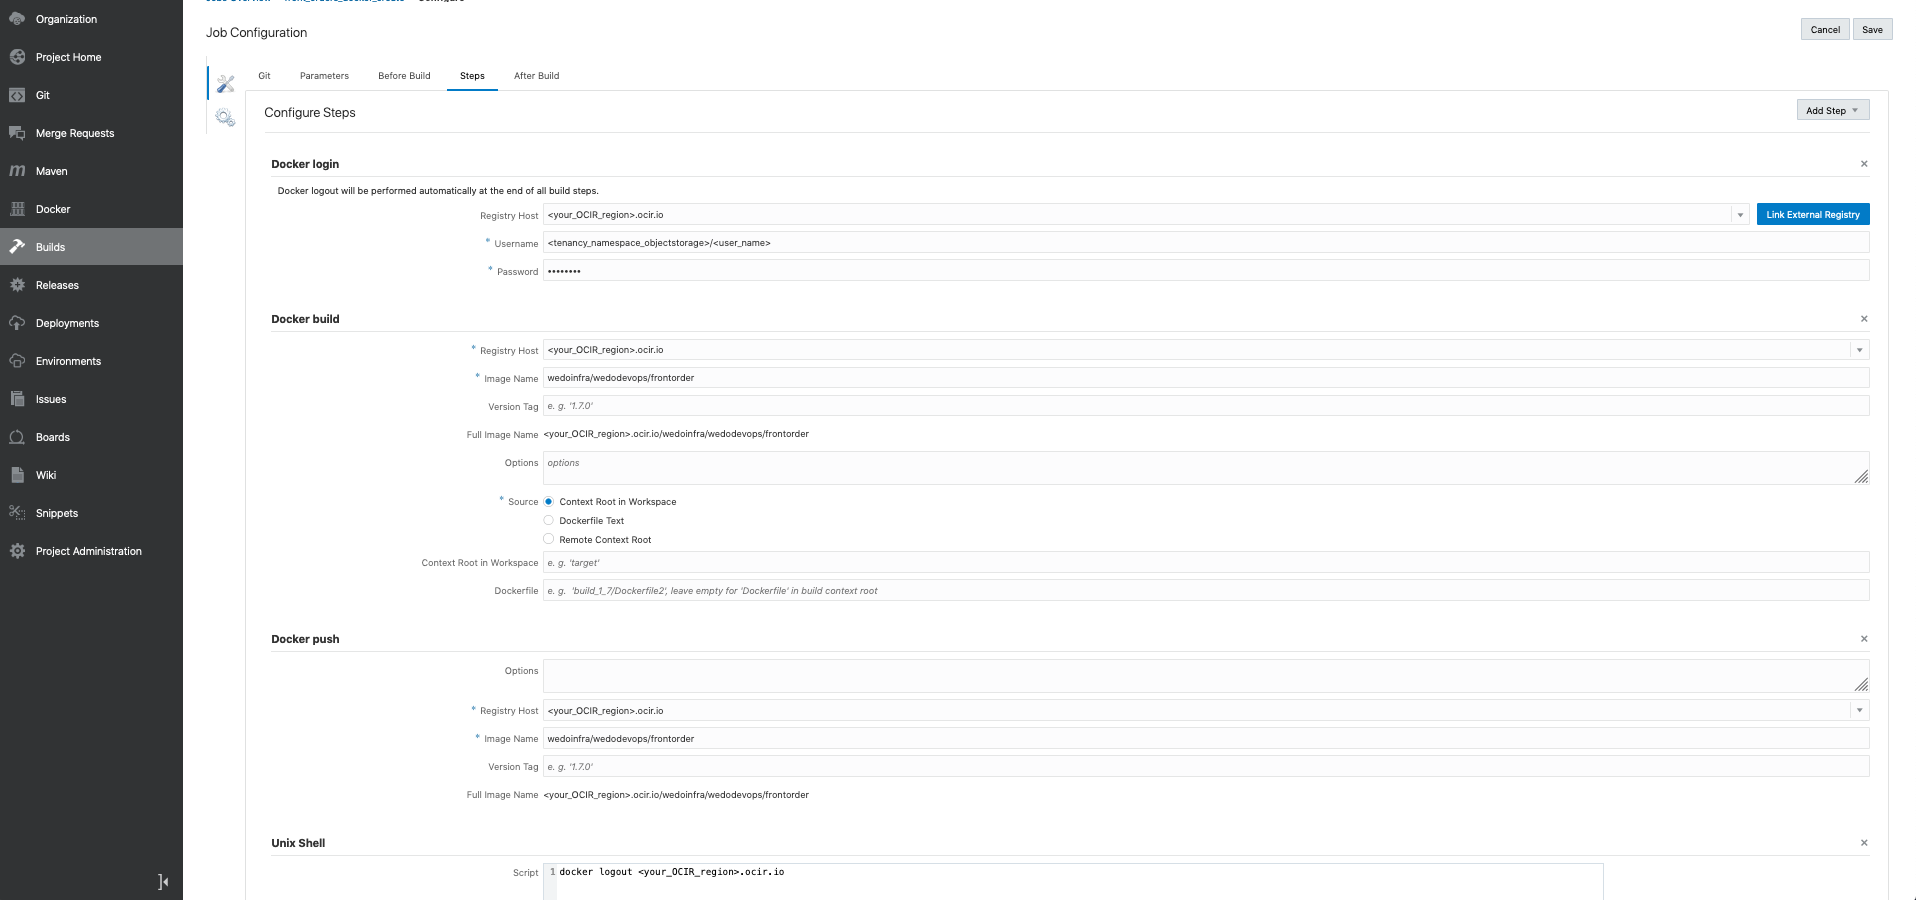 Organization
Project Home
Git
Merge Requests
Maven
Docker
Builds
Releases
Deployments
Environments
Issues
Boards
Wiki
Snippets
Project Administration
Job Configuration
Cancel
Save
Git
Parameters
Before Build
Steps
After Build
Configure Steps
Add Step
Docker login
Docker logout will be performed automatically at the end of all build steps.
Registry Host <your_OCIR_region>.ocir.io
Link External Registry
* Username <tenancy_namespace_objectstorage>/<user_name>
* Password ••••••••
Docker build
* Registry Host <your_OCIR_region>.ocir.io
* Image Name wedoinfra/wedodevops/frontorder
Version Tag e. g. '1.7.0'
Full Image Name <your_OCIR_region>.ocir.io/wedoinfra/wedodevops/frontorder
Options options
* Source Context Root in Workspace
Dockerfile Text
Remote Context Root
Context Root in Workspace e. g. 'target'
Dockerfile e. g. 'build_1_7/Dockerfile2', leave empty for 'Dockerfile' in build context root
Docker push
Options
* Registry Host <your_OCIR_region>.ocir.io
* Image Name wedoinfra/wedodevops/frontorder
Version Tag e. g. '1.7.0'
Full Image Name <your_OCIR_region>.ocir.io/wedoinfra/wedodevops/frontorder
Unix Shell
Script 1 docker logout <your_OCIR_region>.ocir.io